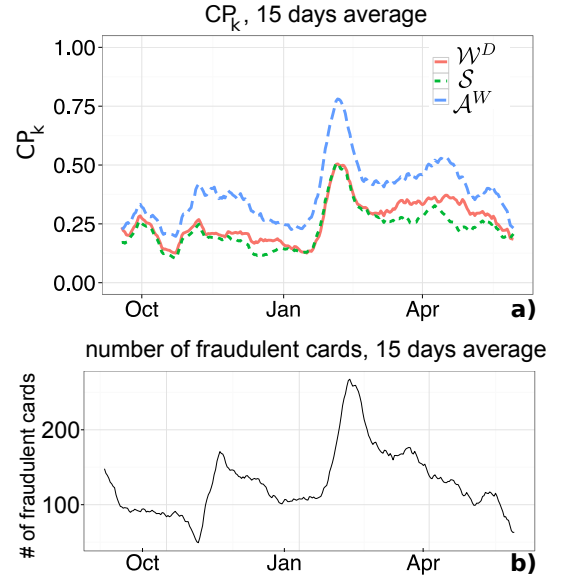 CPk, 15 days average
1.00
0.75
0.50
0.25
0.00
CPk
W^D
S
A^W
Oct Jan Apr
a)
number of fraudulent cards, 15 days average
# of fraudulent cards
200
100
Oct Jan Apr
b)